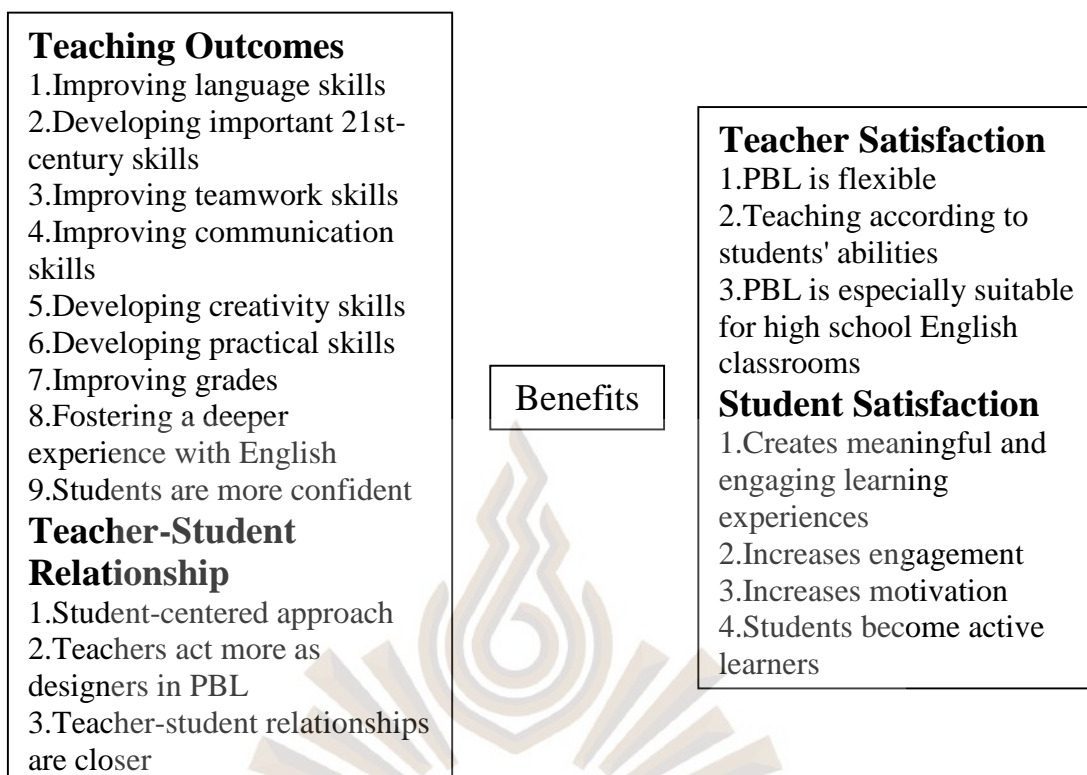 Teaching Outcomes
1.Improving language skills
2.Developing important 21st-
century skills
3.Improving teamwork skills
4.Improving communication
skills
5.Developing creativity skills
6.Developing practical skills
7.Improving grades
8.Fostering a deeper
experience with English
9.Students are more confident
Teacher-Student
Relationship
1.Student-centered approach
2.Teachers act more as
designers in PBL
3.Teacher-student relationships
are closer
Benefits
Teacher Satisfaction
1.PBL is flexible
2.Teaching according to
students' abilities
3.PBL is especially suitable
for high school English
classrooms
Student Satisfaction
1.Creates meaningful and
engaging learning
experiences
2.Increases engagement
3.Increases motivation
4.Students become active
learners